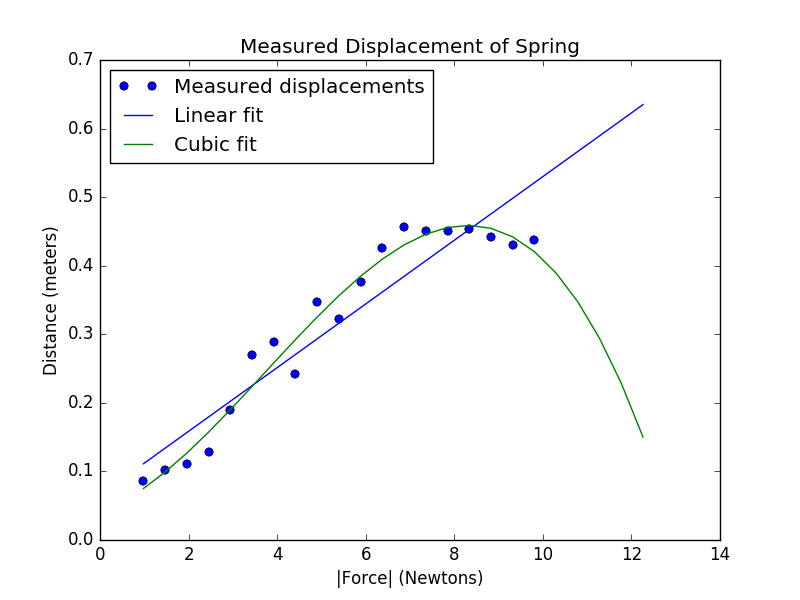 Measured Displacement of Spring
0.7
0.6
0.5
0.4
0.3
0.2
0.1
0.0
Distance (meters)
Measured displacements
Linear fit
Cubic fit
0 2 4 6 8 10 12 14
|Force| (Newtons)